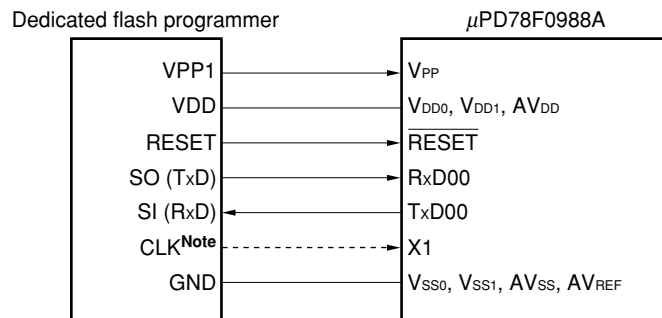 Dedicated flash programmer μPD78F0988A
VPP1 VPP
VDD VDD0, VDD1, AVDD
RESET RESET
SO (TxD) RxD00
SI (RxD) TxD00
CLKNote X1
GND VSS0, VSS1, AVSS, AVREF